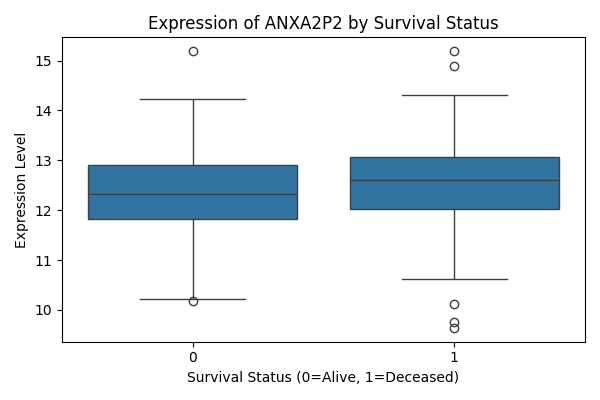 Expression of ANXA2P2 by Survival Status
Expression Level
15
14
13
12
11
10
0
1
Survival Status (0=Alive, 1=Deceased)